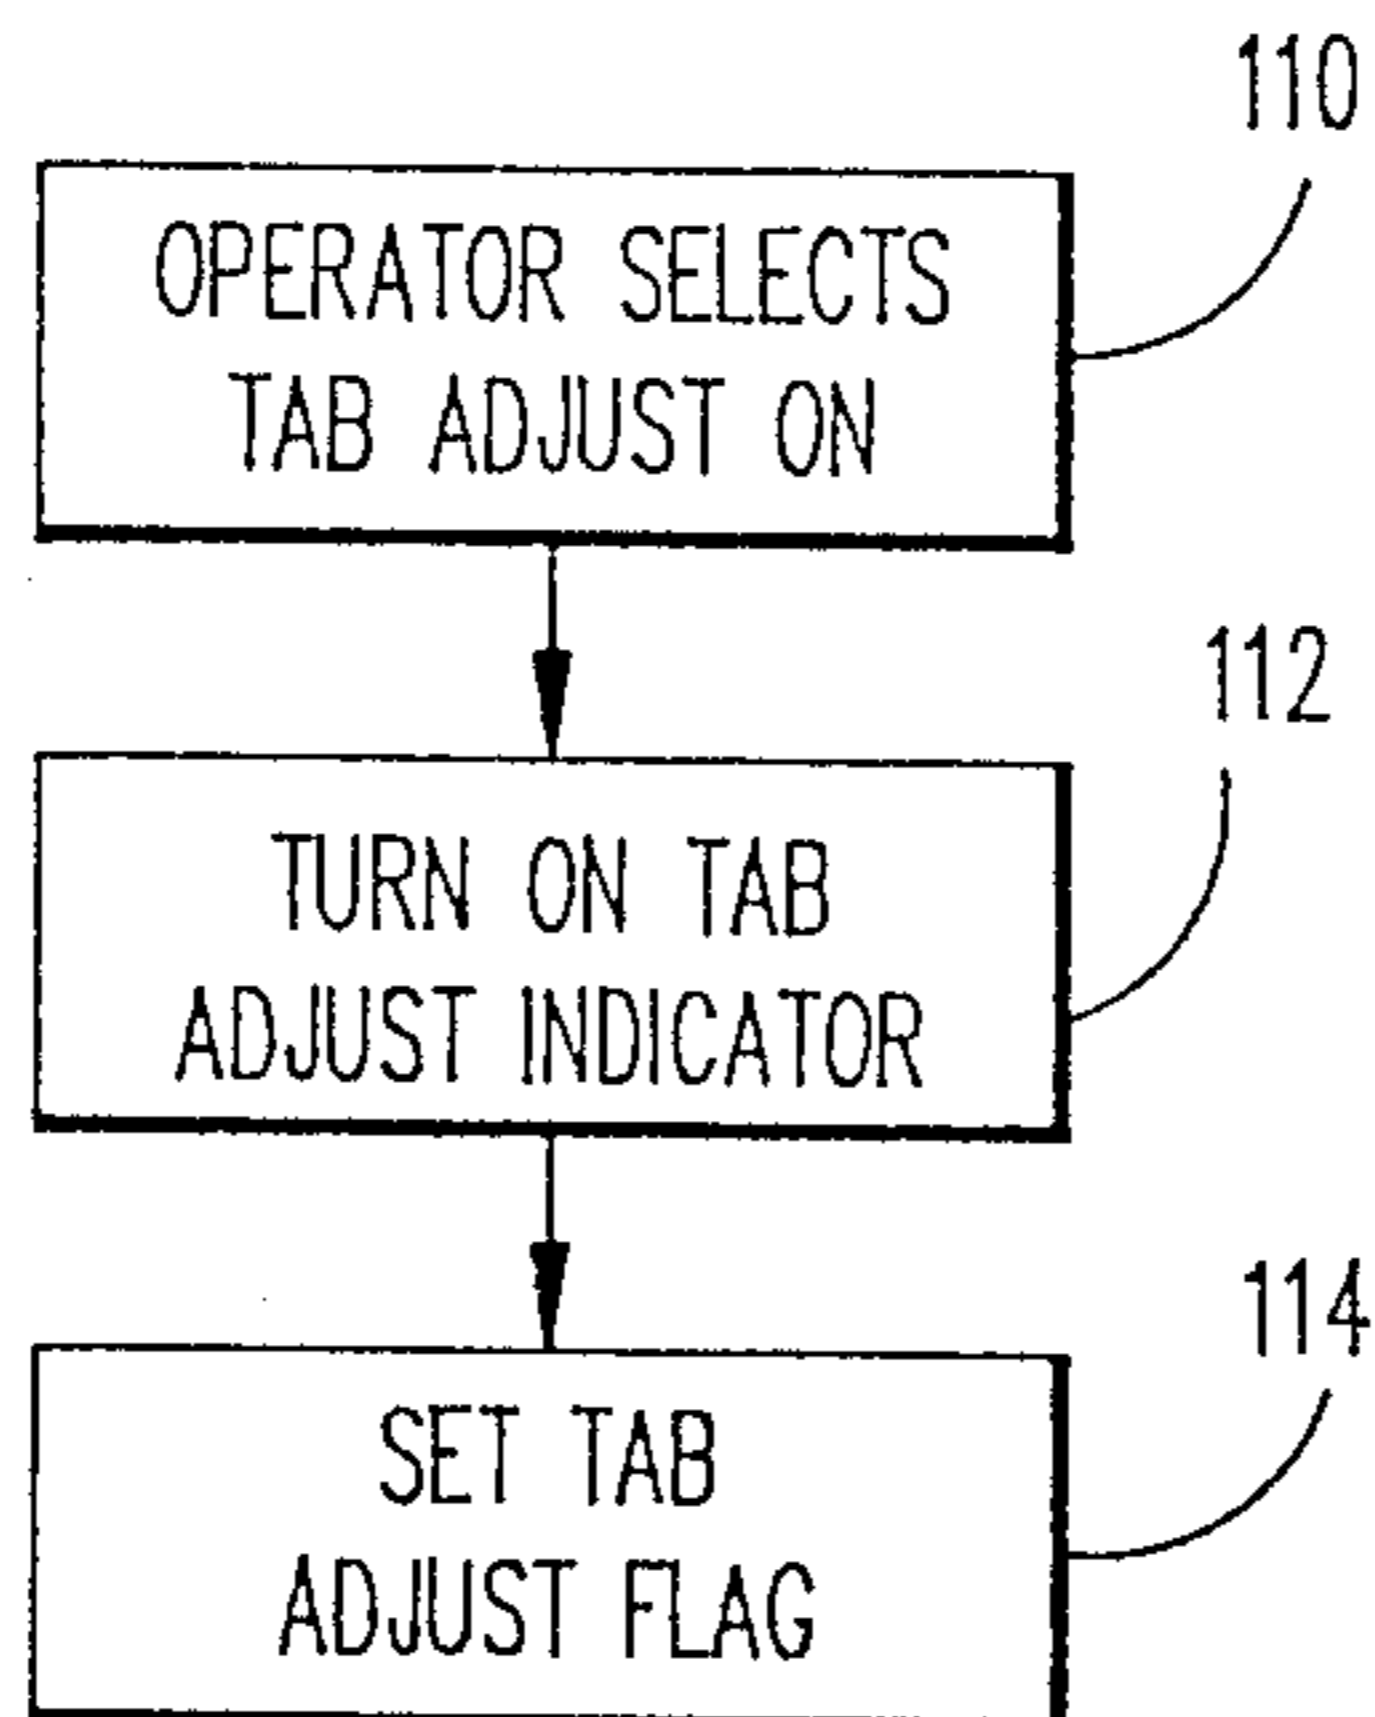 110
OPERATOR SELECTS
TAB ADJUST ON
112
TURN ON TAB
ADJUST INDICATOR
114
SET TAB
ADJUST FLAG